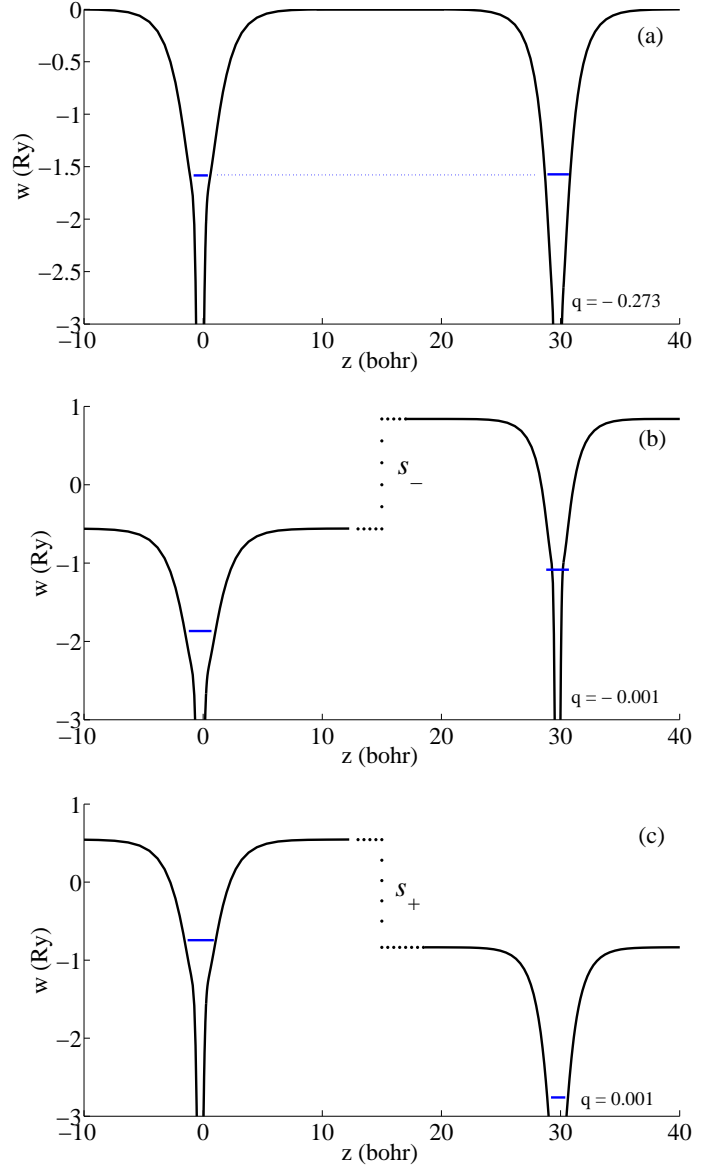 0
(a)
−0.5
−1
w (Ry)
−1.5
−2
−2.5
q = − 0.273
−3
−10 0 10 20 30 40
z (bohr)
1
(b)
0
s−
w (Ry)
−1
−2
q = − 0.001
−3
−10 0 10 20 30 40
z (bohr)
1
(c)
0
s+
w (Ry)
−1
−2
q = 0.001
−3
−10 0 10 20 30 40
z (bohr)